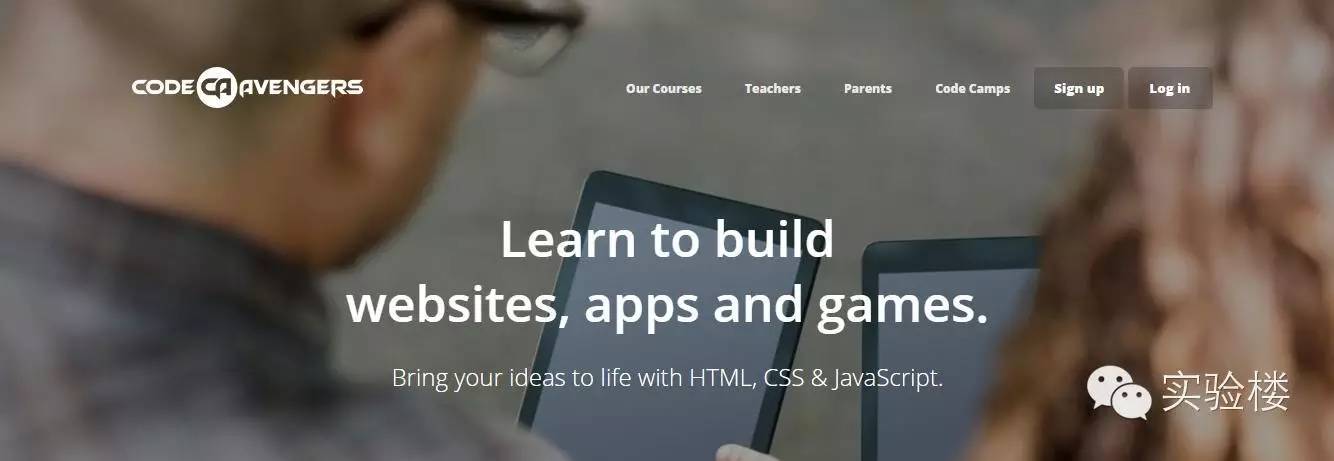 CODE CA AVENGERS
Our Courses Teachers Parents Code Camps Sign up Log in
Learn to build
websites, apps and games.
Bring your ideas to life with HTML, CSS & JavaScript.
实验楼